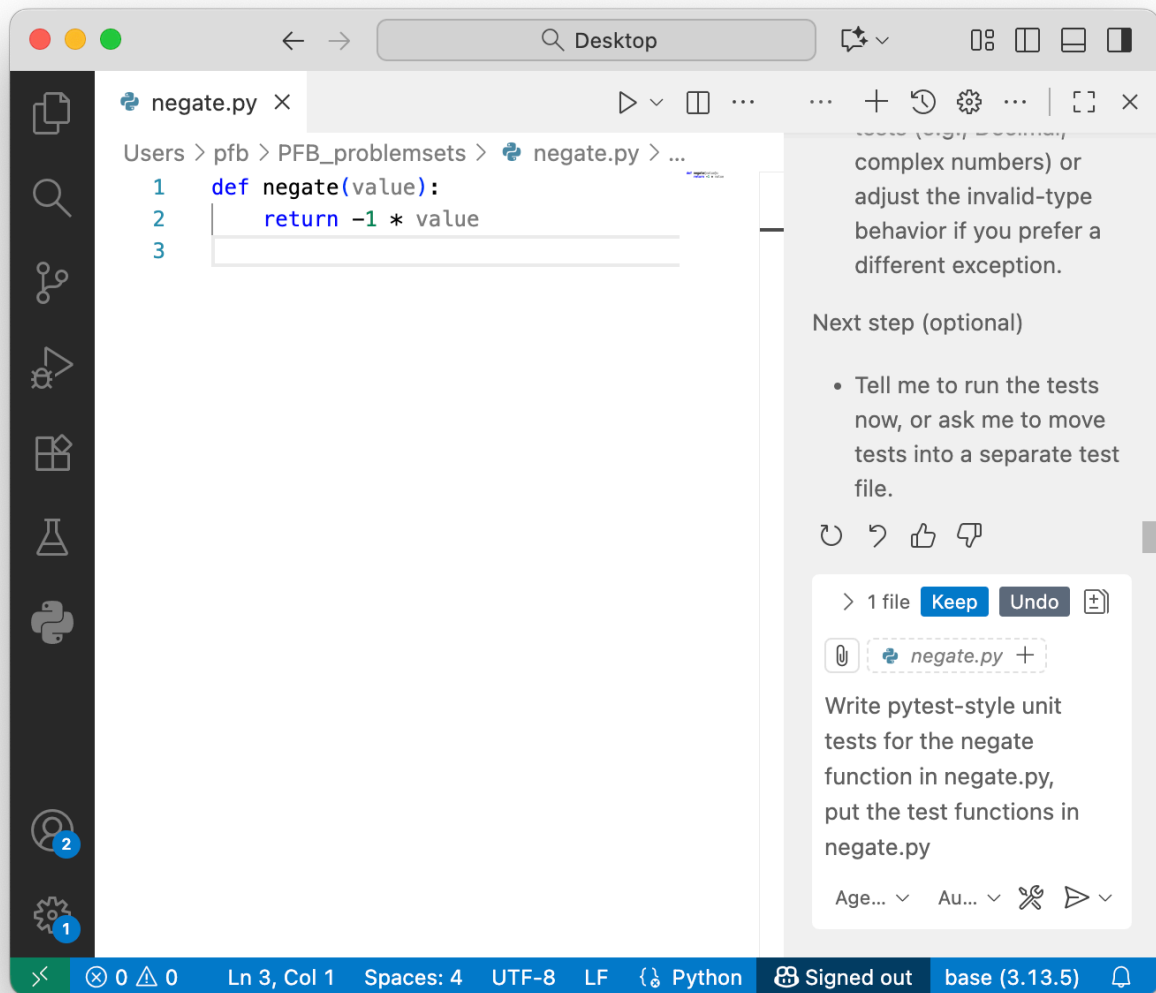 Desktop
negate.py
Users > pfb > PFB_problemsets > negate.py > ...
1 def negate(value):
2 return -1 * value
3
complex numbers) or
adjust the invalid-type
behavior if you prefer a
different exception.
Next step (optional)
• Tell me to run the tests
now, or ask me to move
tests into a separate test
file.
1 file Keep Undo
negate.py
Write pytest-style unit
tests for the negate
function in negate.py,
put the test functions in
negate.py
Age... Au...
2
1
0 0 Ln 3, Col 1 Spaces: 4 UTF-8 LF Python Signed out base (3.13.5)